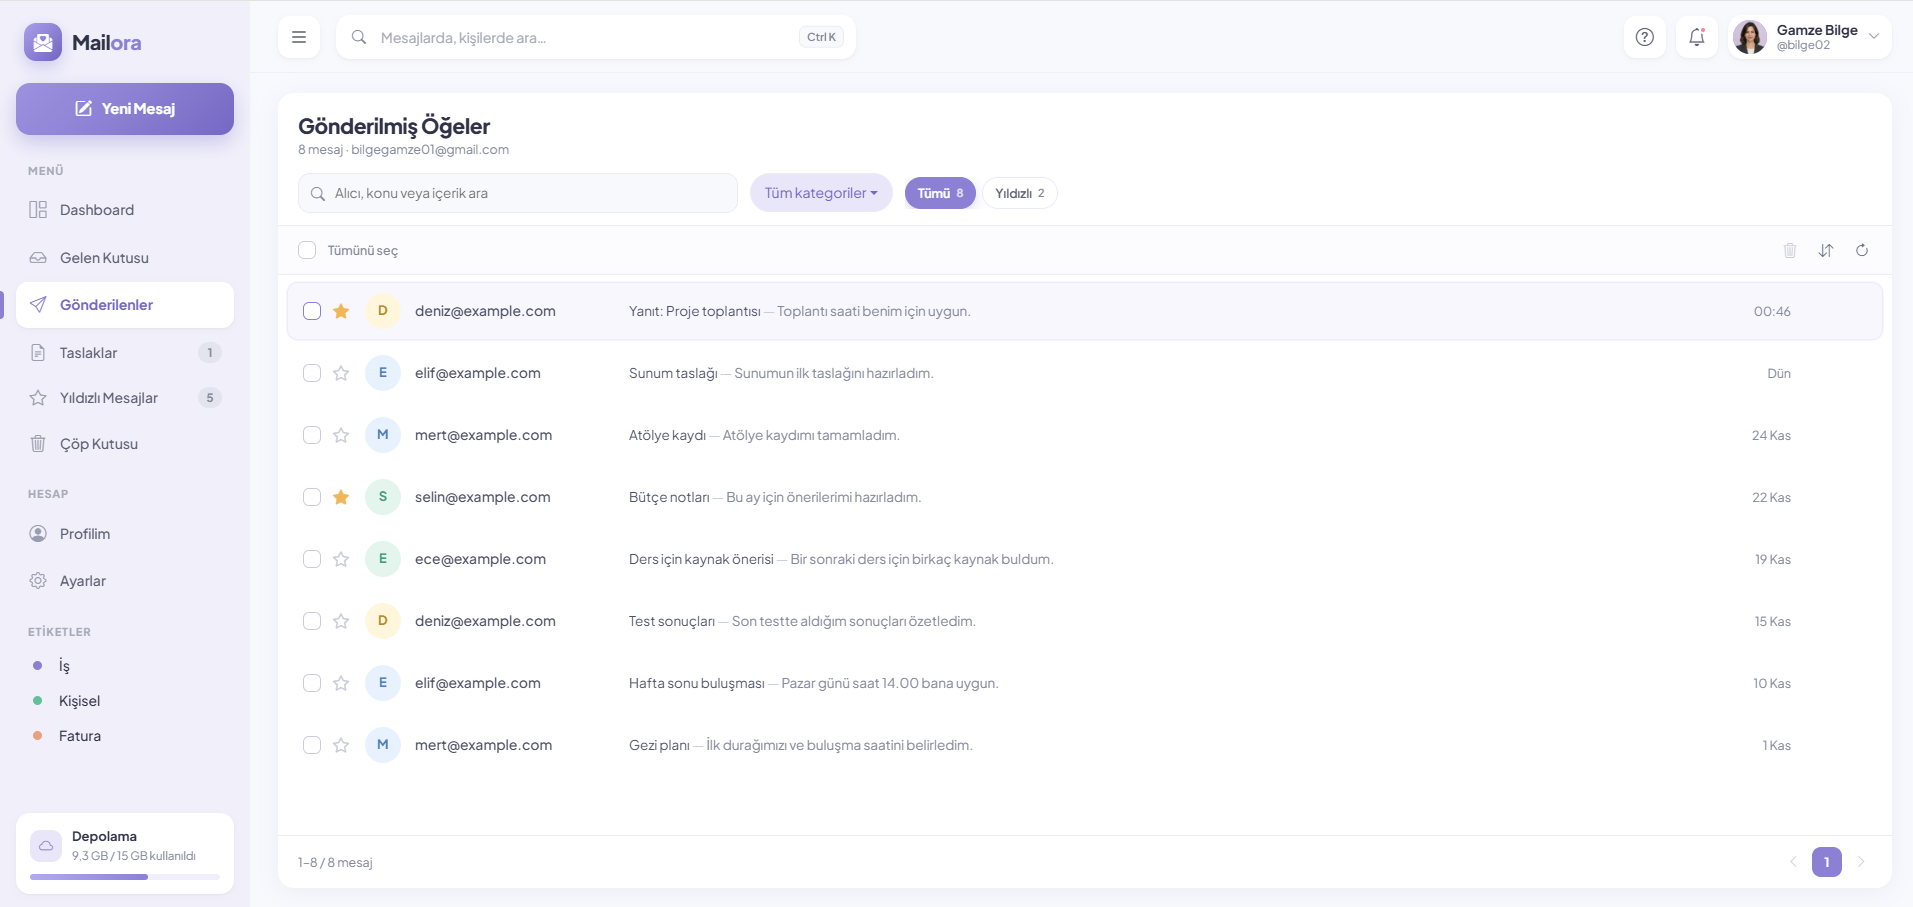 Mailora
Yeni Mesaj
MENÜ
Dashboard
Gelen Kutusu
Gönderilenler
Taslaklar 1
Yıldızlı Mesajlar 5
Çöp Kutusu
HESAP
Profilim
Ayarlar
ETİKETLER
İş
Kişisel
Fatura
Depolama
9,3 GB / 15 GB kullanıldı
Mesajlarda, kişilerde ara... Ctrl K
Gamze Bilge
@bilge02
Gönderilmiş Öğeler
8 mesaj · bilgegamze01@gmail.com
Alıcı, konu veya içerik ara Tüm kategoriler Tümü 8 Yıldızlı 2
Tümünü seç
D deniz@example.com Yanıt: Proje toplantısı — Toplantı saati benim için uygun. 00:46
E elif@example.com Sunum taslağı — Sunumun ilk taslağını hazırladım. Dün
M mert@example.com Atölye kaydı — Atölye kaydımı tamamladım. 24 Kas
S selin@example.com Bütçe notları — Bu ay için önerilerimi hazırladım. 22 Kas
E ece@example.com Ders için kaynak önerisi — Bir sonraki ders için birkaç kaynak buldum. 19 Kas
D deniz@example.com Test sonuçları — Son testte aldığım sonuçları özetledim. 15 Kas
E elif@example.com Hafta sonu buluşması — Pazar günü saat 14.00 bana uygun. 10 Kas
M mert@example.com Gezi planı — İlk durağımızı ve buluşma saatini belirledim. 1 Kas
1–8 / 8 mesaj 1